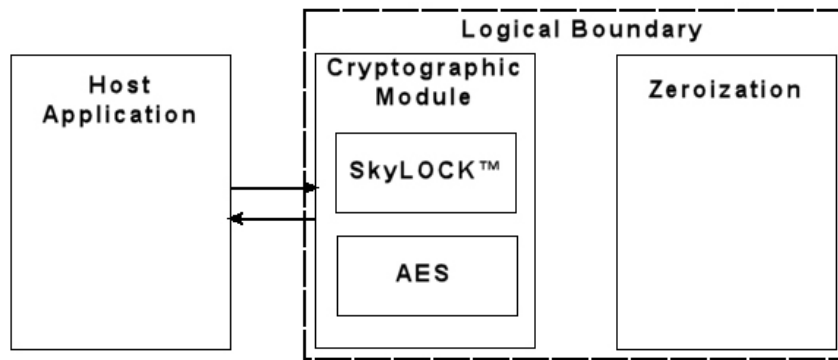 Logical Boundary
Host
Application
Cryptographic
Module
SkyLOCK™
AES
Zeroization